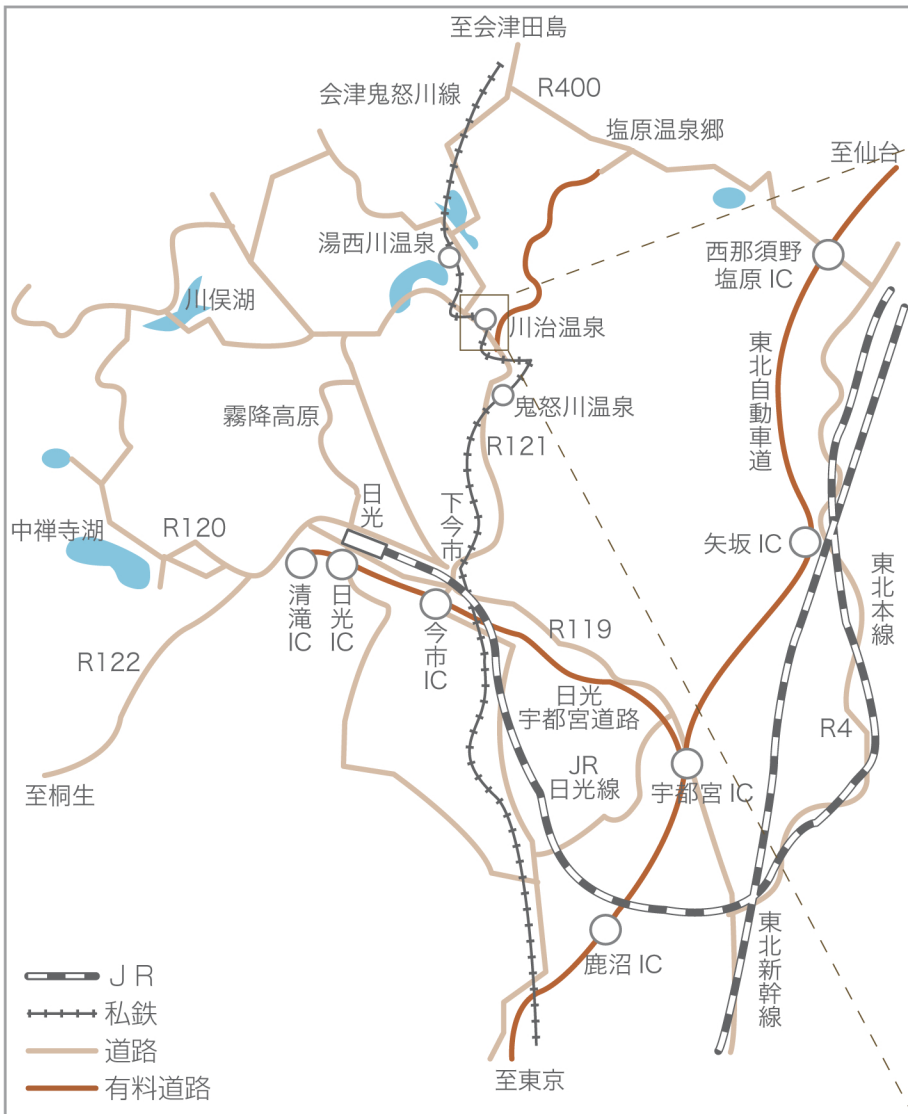 至会津田島
R400
会津鬼怒川線
塩原温泉郷
至仙台
湯西川温泉
西那須野
塩原 IC
川俣湖
川治温泉
東北自動車道
霧降高原
鬼怒川温泉
R121
日光
下今市
中禅寺湖
R120
矢坂 IC
東北本線
清滝IC
日光IC
今市IC
R119
R122
日光
宇都宮道路
R4
JR
日光線
宇都宮 IC
至桐生
東北新幹線
鹿沼 IC
JR
私鉄
道路
有料道路
至東京